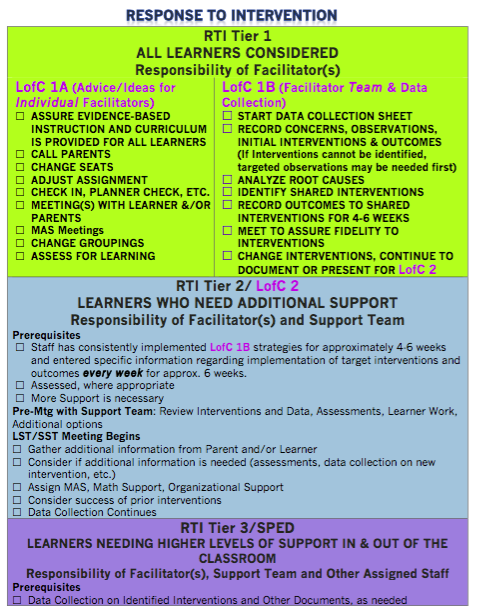 RESPONSE TO INTERVENTION
RTI Tier 1
ALL LEARNERS CONSIDERED
Responsibility of Facilitator(s)
LofC 1A (Advice/Ideas for
Individual Facilitators)
☐ ASSURE EVIDENCE-BASED
INSTRUCTION AND CURRICULUM
IS PROVIDED FOR ALL LEARNERS
☐ CALL PARENTS
☐ CHANGE SEATS
☐ ADJUST ASSIGNMENT
☐ CHECK IN, PLANNER CHECK, ETC.
☐ MEETING(S) WITH LEARNER &/OR
PARENTS
☐ MAS Meetings
☐ CHANGE GROUPINGS
☐ ASSESS FOR LEARNING
LofC 1B (Facilitator Team & Data
Collection)
☐ START DATA COLLECTION SHEET
☐ RECORD CONCERNS, OBSERVATIONS,
INITIAL INTERVENTIONS & OUTCOMES
(If Interventions cannot be identified,
targeted observations may be needed first)
☐ ANALYZE ROOT CAUSES
☐ IDENTIFY SHARED INTERVENTIONS
☐ RECORD OUTCOMES TO SHARED
INTERVENTIONS FOR 4-6 WEEKS
☐ MEET TO ASSURE FIDELITY TO
INTERVENTIONS
☐ CHANGE INTERVENTIONS, CONTINUE TO
DOCUMENT OR PRESENT FOR LofC 2
RTI Tier 2/ LofC 2
LEARNERS WHO NEED ADDITIONAL SUPPORT
Responsibility of Facilitator(s) and Support Team
Prerequisites
☐ Staff has consistently implemented LofC 1B strategies for approximately 4-6 weeks
and entered specific information regarding implementation of target interventions and
outcomes every week for approx. 6 weeks.
☐ Assessed, where appropriate
☐ More Support is necessary
Pre-Mtg with Support Team: Review Interventions and Data, Assessments, Learner Work,
Additional options
LST/SST Meeting Begins
☐ Gather additional information from Parent and/or Learner
☐ Consider if additional information is needed (assessments, data collection on new
intervention, etc.)
☐ Assign MAS, Math Support, Organizational Support
☐ Consider success of prior interventions
☐ Data Collection Continues
RTI Tier 3/SPED
LEARNERS NEEDING HIGHER LEVELS OF SUPPORT IN & OUT OF THE
CLASSROOM
Responsibility of Facilitator(s), Support Team and Other Assigned Staff
Prerequisites
☐ Data Collection on Identified Interventions and Other Documents, as needed